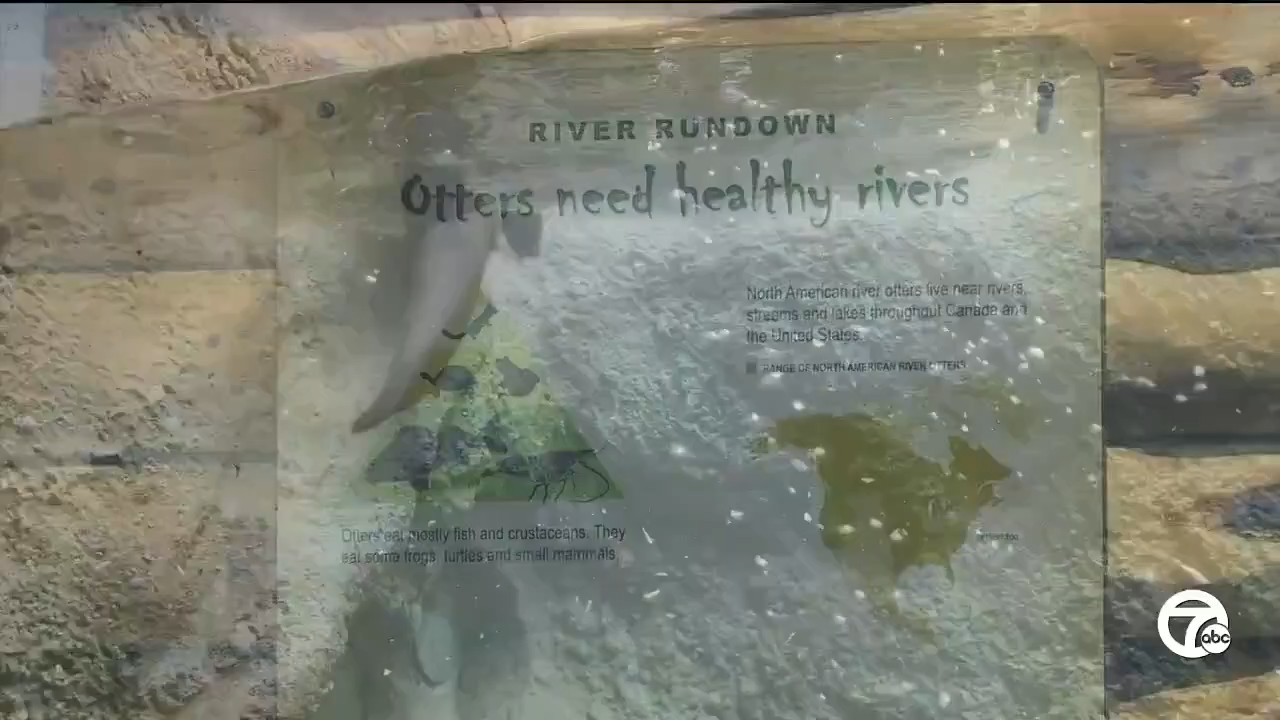 RIVER RUNDOWN
Otters need healthy rivers
North American river otters live near rivers,
streams and lakes throughout Canada and
the United States.
RANGE OF NORTH AMERICAN RIVER OTTERS
Otters eat mostly fish and crustaceans. They
eat some frogs, turtles and small mammals.
7 abc